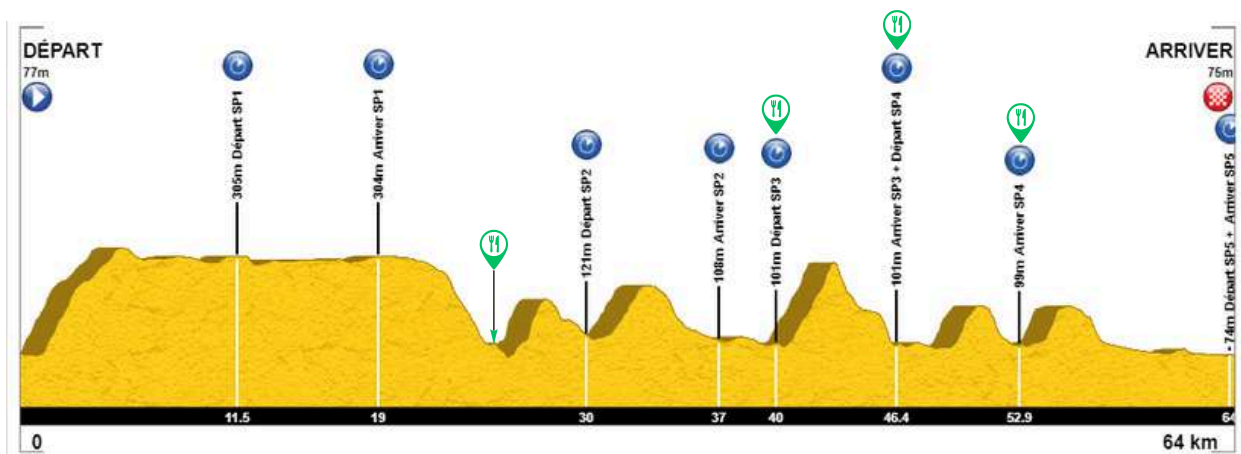 DÉPART
77m
305m Départ SP1
304m Arriver SP1
121m Départ SP2
108m Arriver SP2
101m Départ SP3
101m Arriver SP3 + Départ SP4
99m Arriver SP4
ARRIVER
75m
74m Départ SP5 + Arriver SP5
11.5
19
30
37
40
46.4
52.9
64
0
64 km